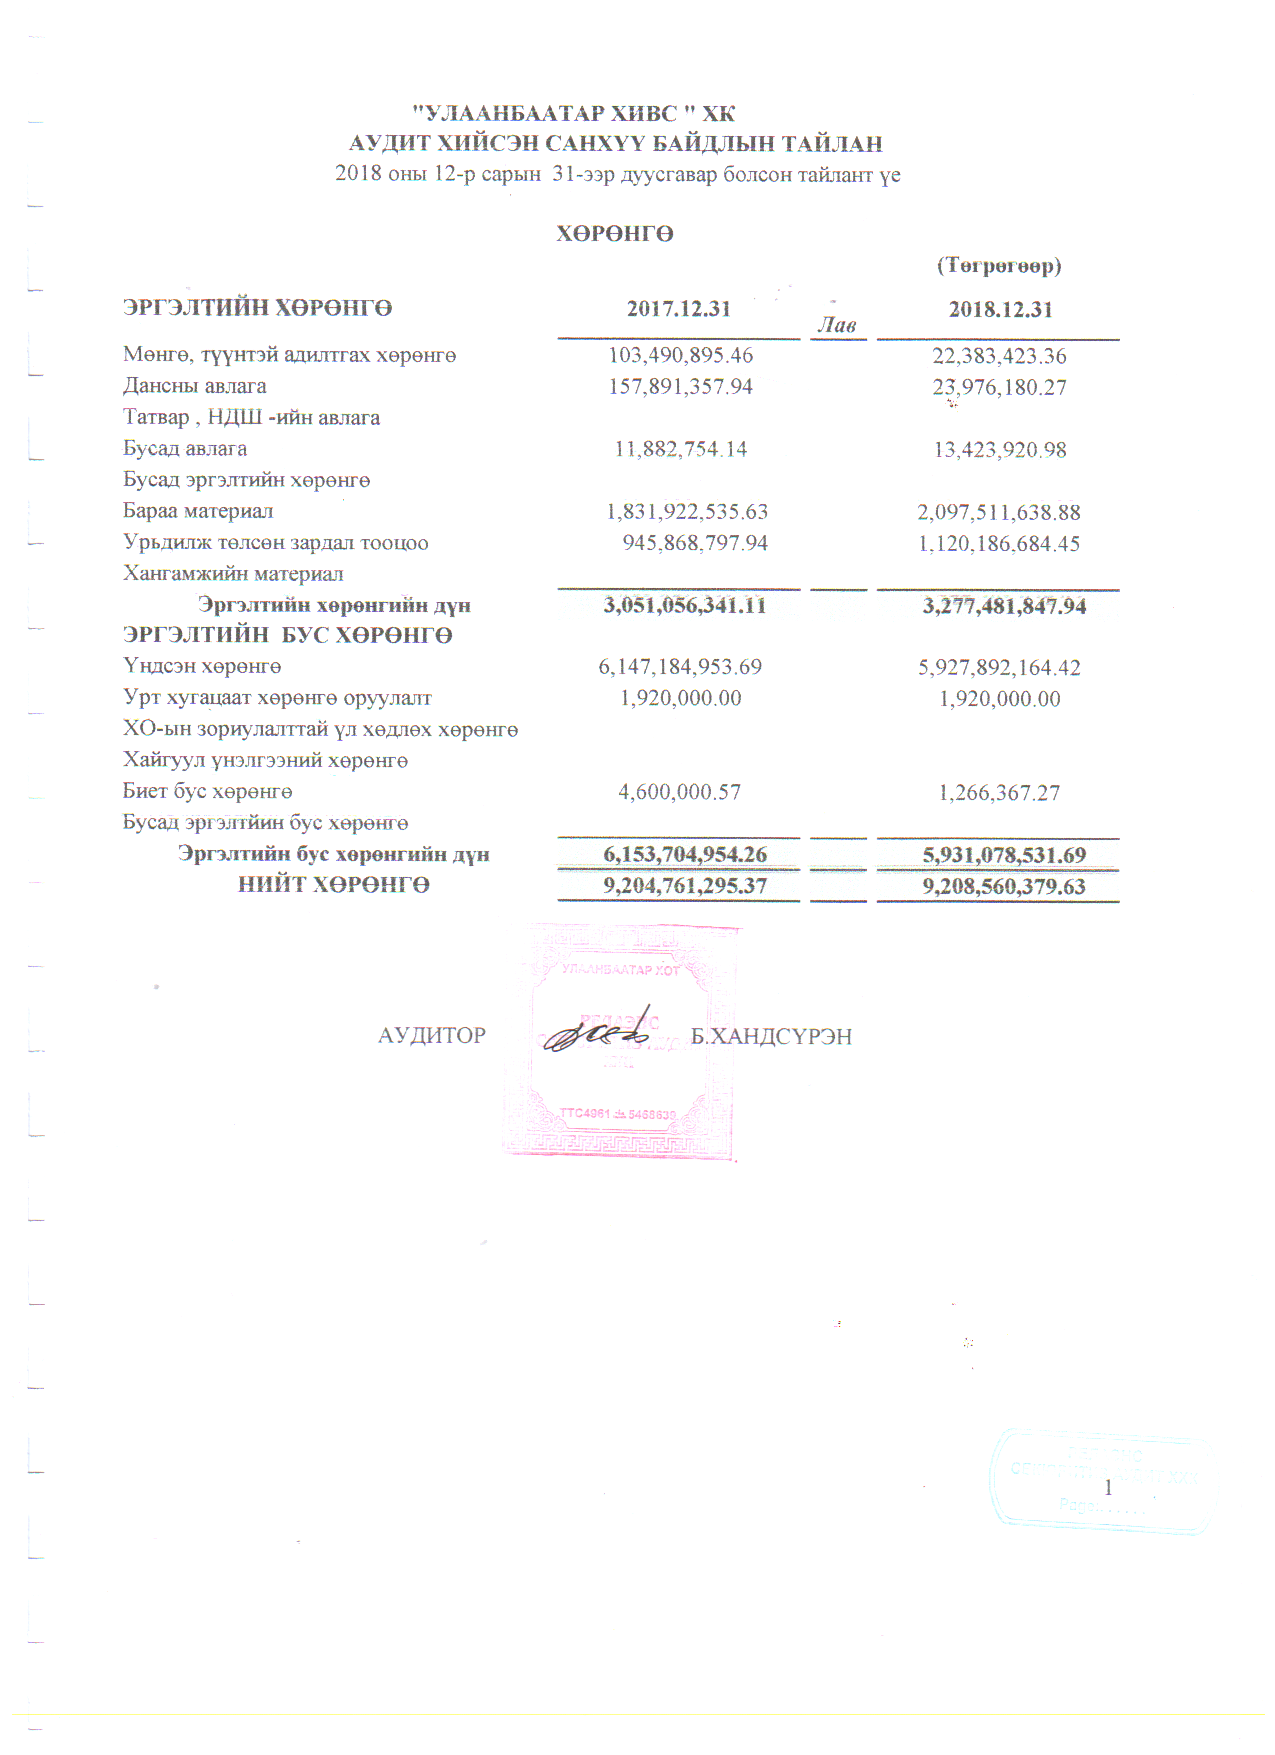 "УЛААНБААТАР ХИВС " ХК
АУДИТ ХИЙСЭН САНХҮҮ БАЙДЛЫН ТАЙЛАН
2018 оны 12-р сарын 31-ээр дуусгавар болсон тайлант үе
ХӨРӨНГӨ
(Төгрөгөөр)
ЭРГЭЛТИЙН ХӨРӨНГӨ 2017.12.31 Лав 2018.12.31
Мөнгө, түүнтэй адилтгах хөрөнгө 103,490,895.46 22,383,423.36
Дансны авлага 157,891,357.94 23,976,180.27
Татвар , НДШ -ийн авлага
Бусад авлага 11,882,754.14 13,423,920.98
Бусад эргэлтийн хөрөнгө
Бараа материал 1,831,922,535.63 2,097,511,638.88
Урьдилж төлсөн зардал тооцоо 945,868,797.94 1,120,186,684.45
Хангамжийн материал
Эргэлтийн хөрөнгийн дүн 3,051,056,341.11 3,277,481,847.94
ЭРГЭЛТИЙН БУС ХӨРӨНГӨ
Үндсэн хөрөнгө 6,147,184,953.69 5,927,892,164.42
Урт хугацаат хөрөнгө оруулалт 1,920,000.00 1,920,000.00
ХО-ын зориулалттай үл хөдлөх хөрөнгө
Хайгуул үнэлгээний хөрөнгө
Биет бус хөрөнгө 4,600,000.57 1,266,367.27
Бусад эргэлтйин бус хөрөнгө
Эргэлтийн бус хөрөнгийн дүн 6,153,704,954.26 5,931,078,531.69
НИЙТ ХӨРӨНГӨ 9,204,761,295.37 9,208,560,379.63
УЛААНБААТАР ХОТ
АУДИТОР Б.ХАНДСҮРЭН
1